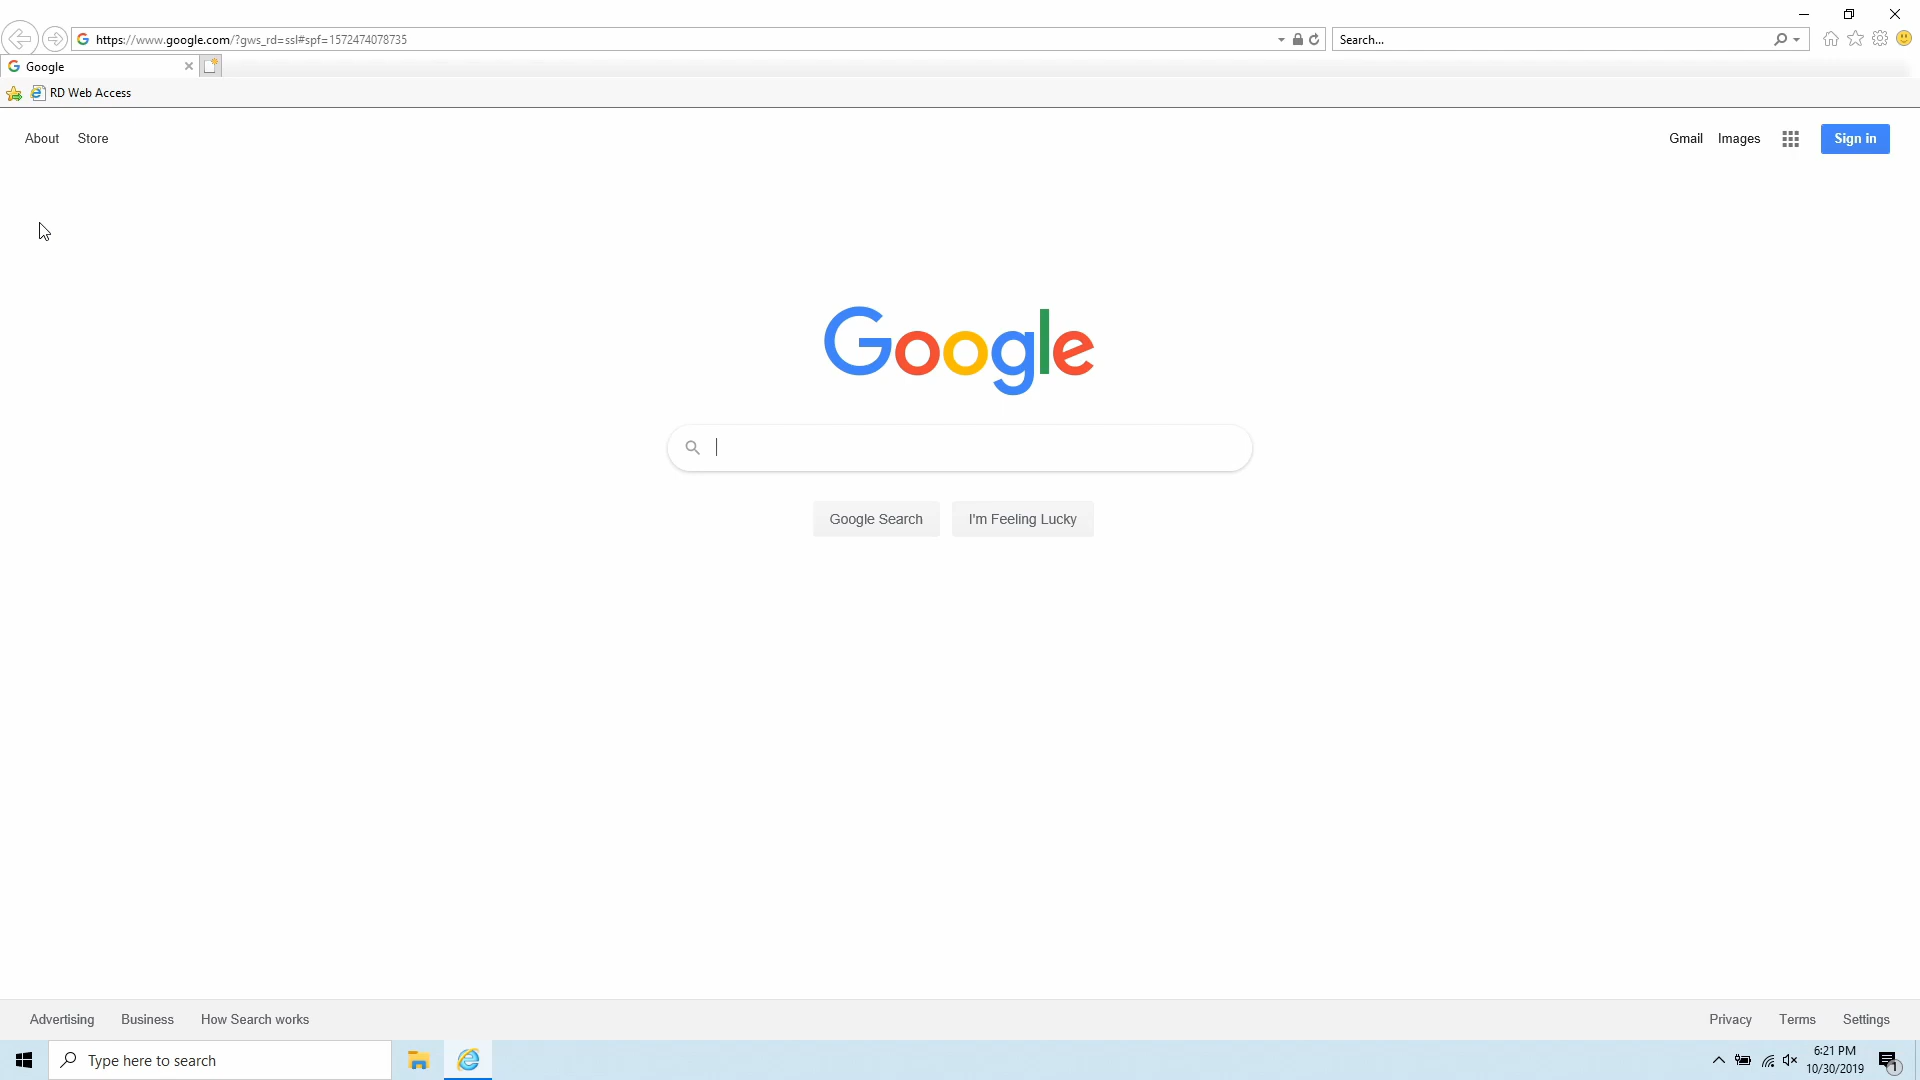 https://www.google.com/?gws_rd=ssl#spf=1572474078735
Search...
Google
RD Web Access
About Store
Gmail Images Sign in
Google
Google Search I'm Feeling Lucky
Advertising Business How Search works
Privacy Terms Settings
Type here to search
6:21 PM
10/30/2019
1